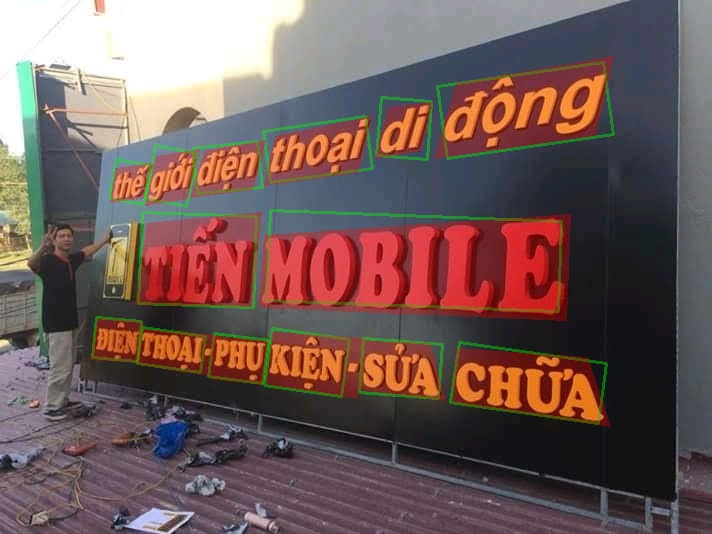 thế giới điện thoại di động
TIẾN MOBILE
ĐIỆN THOẠI - PHỤ KIỆN - SỬA CHỮA